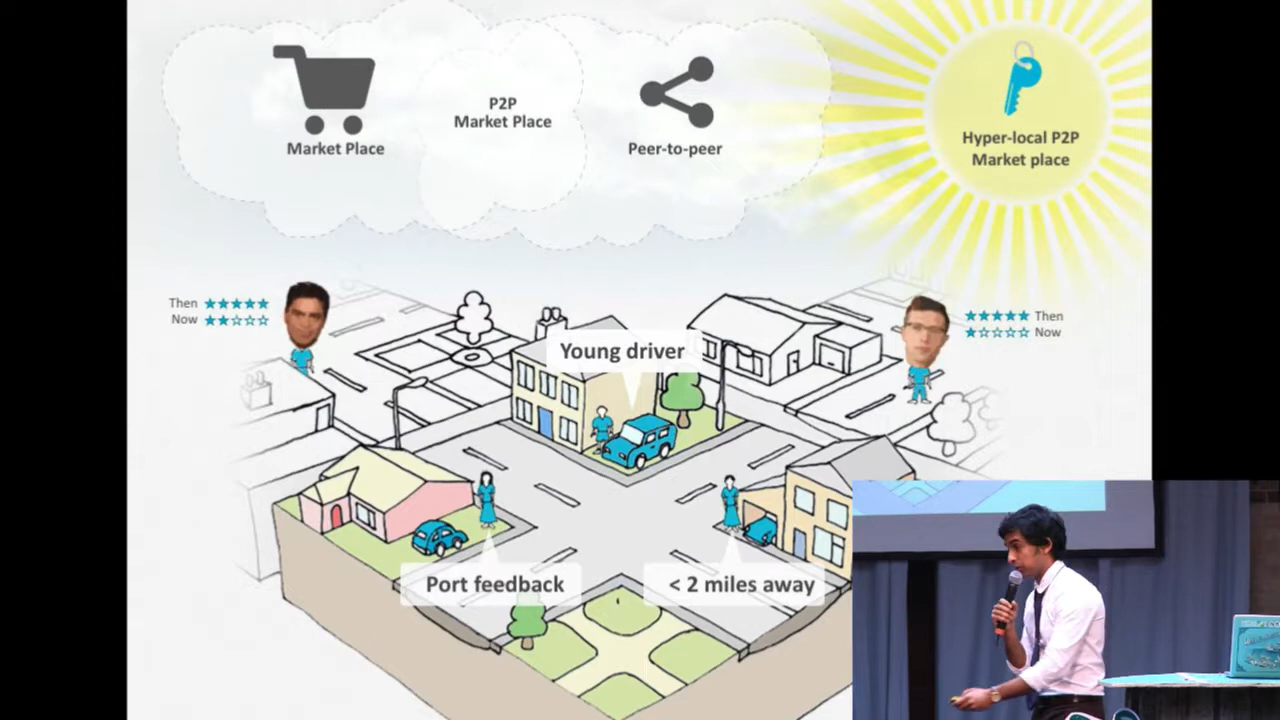 P2P
Market Place
Market Place
Peer-to-peer
Hyper-local P2P
Market place
Then
Now
Then
Now
Young driver
Port feedback
< 2 miles away